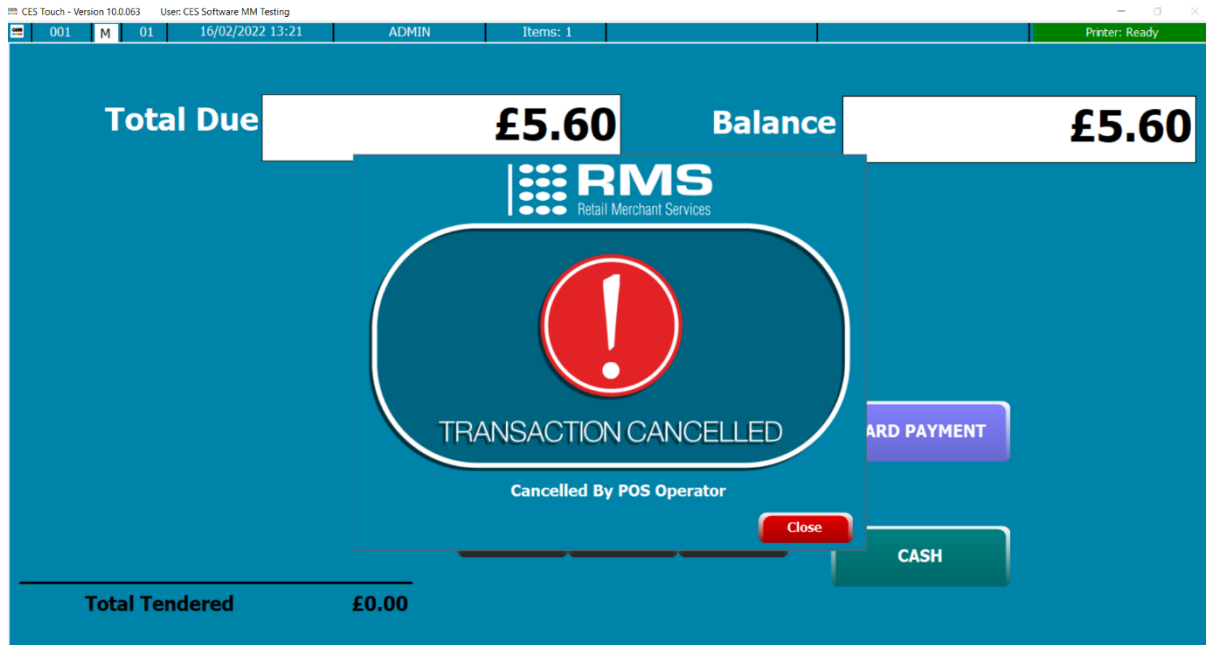 CES Touch - Version 10.0.063 User: CES Software MM Testing
001 M 01 16/02/2022 13:21 ADMIN Items: 1 Printer: Ready
Total Due £5.60 Balance £5.60
RMS
Retail Merchant Services
TRANSACTION CANCELLED
ARD PAYMENT
Cancelled By POS Operator
Close
CASH
Total Tendered £0.00